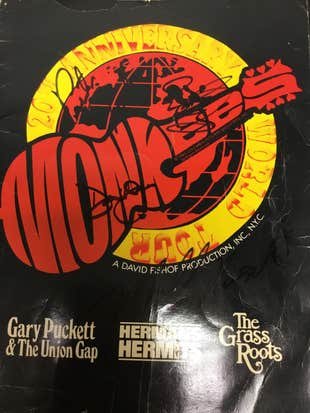 20TH ANNIVERSARY
WORLD
TOUR
MONKEES
A DAVID FISHOF PRODUCTION, INC., N.Y.C.
Gary Puckett
& The Union Gap
HERMAN'S
HERMITS
The
Grass
Roots